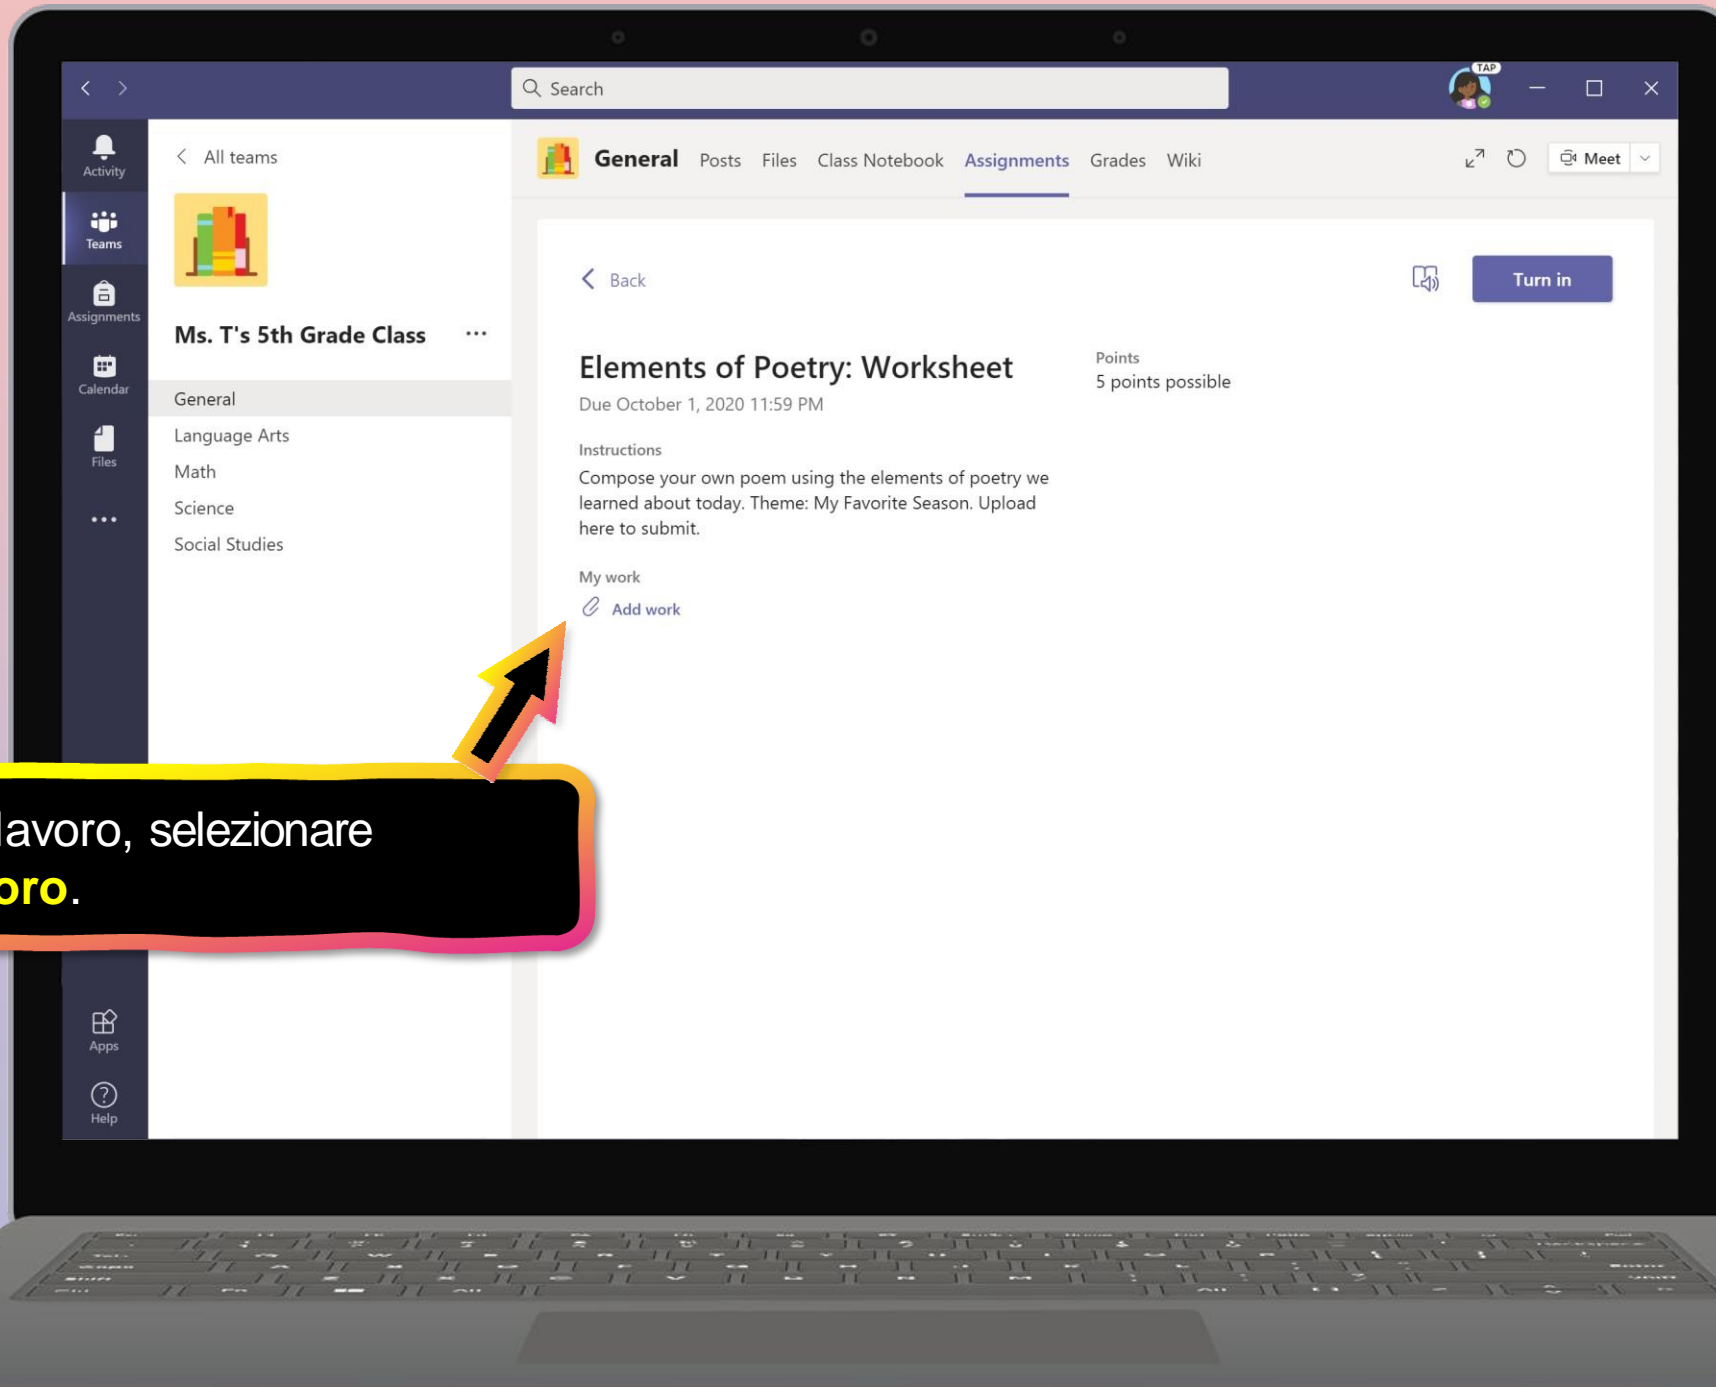 Search
TAP
Activity
Teams
Assignments
Calendar
Files
Apps
Help
All teams
Ms. T's 5th Grade Class
General
Language Arts
Math
Science
Social Studies
General Posts Files Class Notebook Assignments Grades Wiki
Meet
Back
Turn in
Elements of Poetry: Worksheet
Due October 1, 2020 11:59 PM
Points
5 points possible
Instructions
Compose your own poem using the elements of poetry we
learned about today. Theme: My Favorite Season. Upload
here to submit.
My work
Add work
lavoro, selezionare
oro.